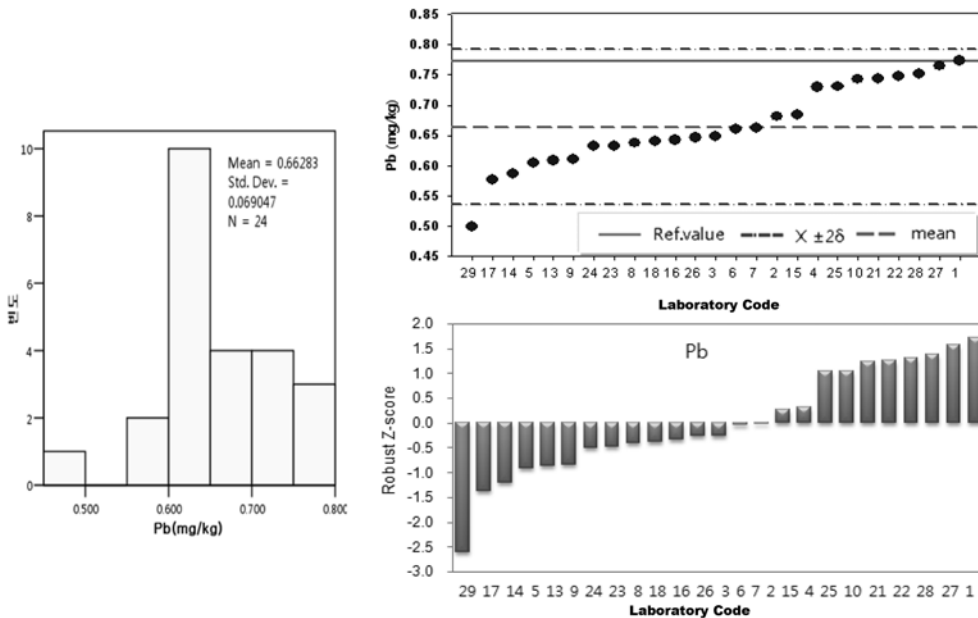 10
8
6
4
2
0
빈도
Mean = 0.66283
Std. Dev. =
0.069047
N = 24
0.500 0.600 0.700 0.800
Pb(mg/kg)
0.85
0.80
0.75
0.70
0.65
0.60
0.55
0.50
0.45
Pb (mg/kg)
Ref.value X ±2δ mean
29 17 14 5 13 9 24 23 8 18 16 26 3 6 7 2 15 4 25 10 21 22 28 27 1
Laboratory Code
2.0
1.5
1.0
0.5
0.0
-0.5
-1.0
-1.5
-2.0
-2.5
-3.0
Robust Z-score
Pb
29 17 14 5 13 9 24 23 8 18 16 26 3 6 7 2 15 4 25 10 21 22 28 27 1
Laboratory Code